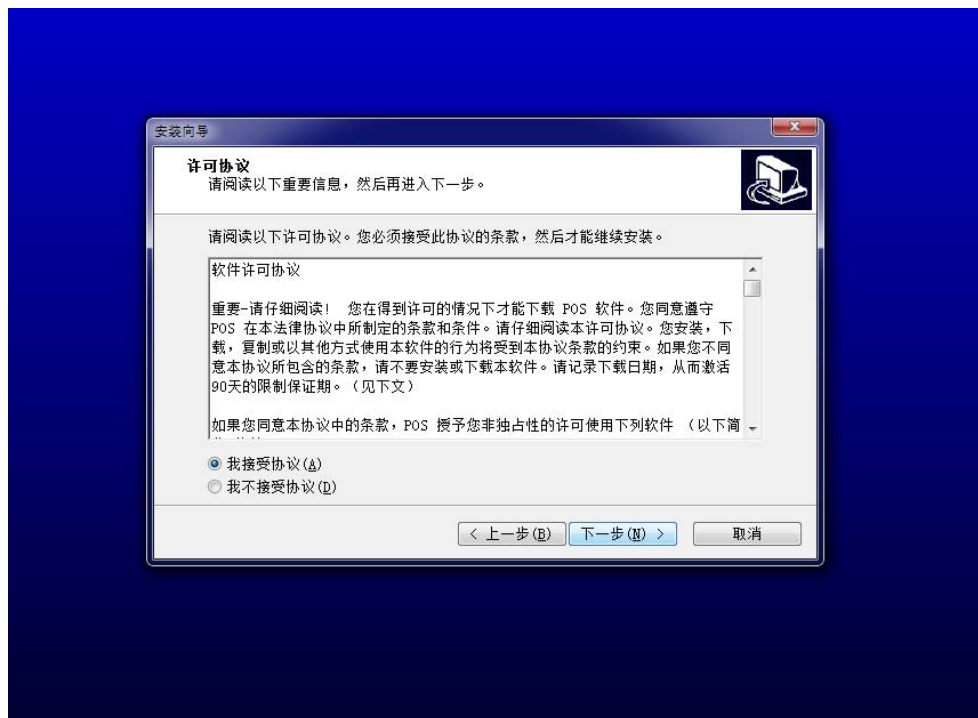 安装向导
许可协议
请阅读以下重要信息，然后再进入下一步。
请阅读以下许可协议。您必须接受此协议的条款，然后才能继续安装。
软件许可协议
重要-请仔细阅读! 您在得到许可的情况下才能下载 POS 软件。您同意遵守
POS 在本法律协议中所制定的条款和条件。请仔细阅读本许可协议。您安装，下
载，复制或以其他方式使用本软件的行为将受到本协议条款的约束。如果您不同
意本协议所包含的条款，请不要安装或下载本软件。请记录下载日期，从而激活
90天的限制保证期。（见下文）
如果您同意本协议中的条款，POS 授予您非独占性的许可使用下列软件 （以下简
我接受协议(A)
我不接受协议(D)
< 上一步(B)
下一步(N) >
取消